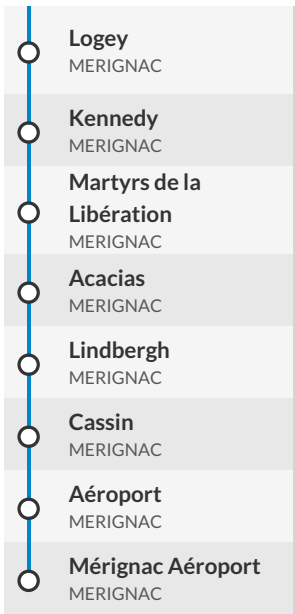 Logey
MERIGNAC
Kennedy
MERIGNAC
Martyrs de la
Libération
MERIGNAC
Acacias
MERIGNAC
Lindbergh
MERIGNAC
Cassin
MERIGNAC
Aéroport
MERIGNAC
Mérignac Aéroport
MERIGNAC